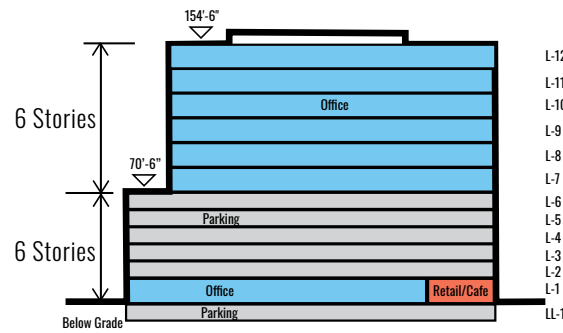 154'-6"
L-12
L-11
6 Stories
Office
L-10
L-9
70'-6"
L-8
L-7
L-6
Parking
L-5
L-4
6 Stories
L-3
L-2
Office
Retail/Cafe
L-1
Below Grade
Parking
LL-1